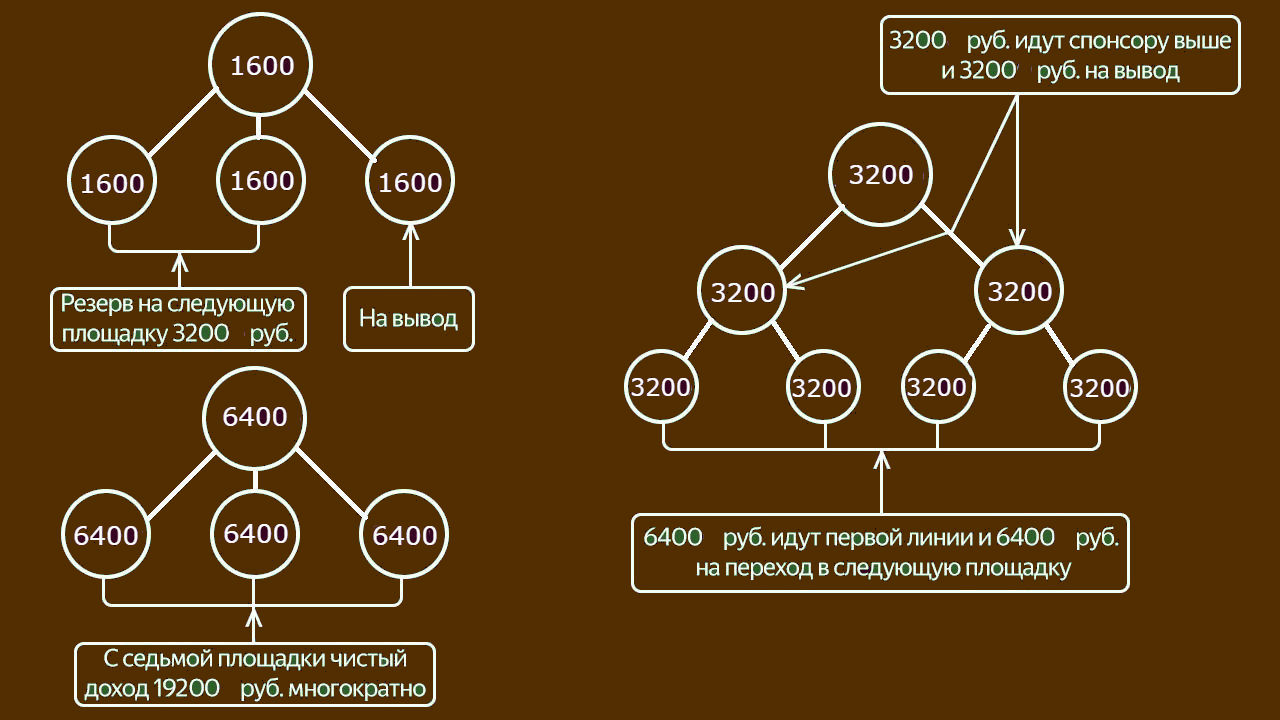 1600
1600
1600
1600
Резерв на следующую
площадку 3200 руб.
На вывод
3200 руб. идут спонсору выше
и 3200 руб. на вывод
3200
3200
3200
3200
3200
3200
3200
6400 руб. идут первой линии и 6400 руб.
на переход в следующую площадку
6400
6400
6400
6400
С седьмой площадки чистый
доход 19200 руб. многократно